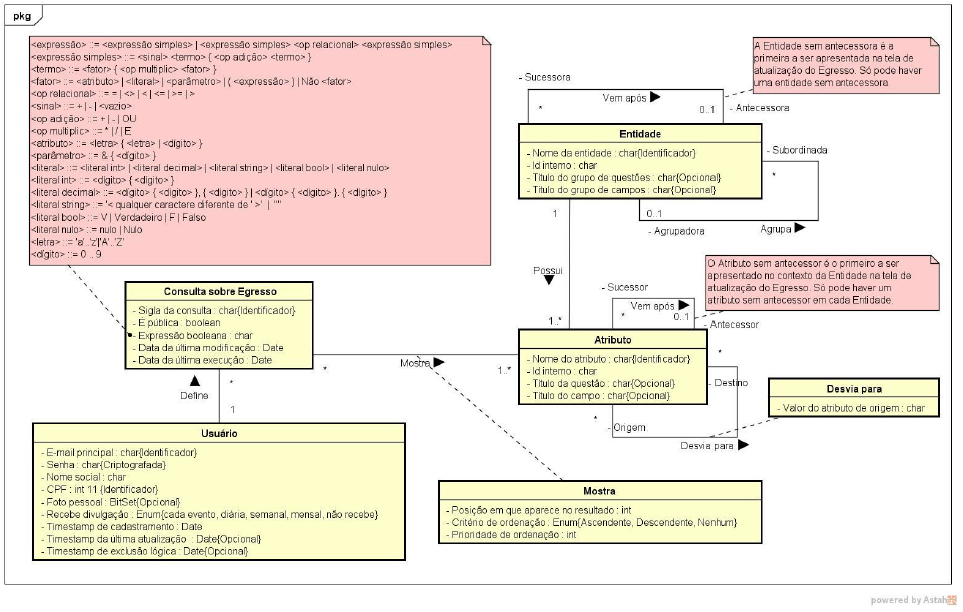 pkg
<expressão> ::= <expressão simples> | <expressão simples> <op relacional> <expressão simples>
<expressão simples> ::= <sinal> <termo> { <op adição> <termo> }
<termo> ::= <fator> { <op multiplic> <fator> }
<fator> ::= <atributo> | <literal> | <parâmetro> | ( <expressão> ) | Não <fator>
<op relacional> ::= = | <> | < | <= | >= | >
<sinal> ::= + | - | <vazio>
<op adição> ::= + | - | OU
<op multiplic> ::= * | / | E
<atributo> ::= <letra> { <letra> | <dígito> }
<parâmetro> ::= & { <dígito> }
<literal> ::= <literal int> | <literal decimal> | <literal string> | <literal bool> | <literal nulo>
<literal int> ::= <dígito> { <dígito> }
<literal decimal> ::= <dígito> { <dígito> }, { <dígito> } | <dígito> { <dígito> }. { <dígito> }
<literal string> ::= '< qualquer caractere diferente de ' >' |
<literal bool> ::= V | Verdadeiro | F | Falso
<literal nulo> ::= nulo | Nulo
<letra> ::= 'a'..'z'|'A'..'Z'
<dígito> ::= 0 .. 9
A Entidade sem antecessora é a
primeira a ser apresentada na tela de
atualização do Egresso. Só pode haver
uma entidade sem antecessora.
- Sucessora
Vem após
*
0..1
- Antecessora
Entidade
- Nome da entidade : char{Identificador}
- Id interno : char
- Título do grupo de questões : char{Opcional}
- Título do grupo de campos : char{Opcional}
- Subordinada
*
1
0..1
- Agrupadora
Agrupa
Possui
1..*
O Atributo sem antecessor é o primeiro a ser
apresentado no contexto da Entidade na tela de
atualização do Egresso. Só pode haver um
atributo sem antecessor em cada Entidade.
- Sucessor
Vem após
*
0..1
- Antecessor
Consulta sobre Egresso
- Sigla da consulta : char{Identificador}
- É pública : boolean
- Expressão booleana : char
- Data da última modificação : Date
- Data da última execução : Date
Atributo
- Nome do atributo : char{Identificador}
- Id interno : char
- Título da questão : char{Opcional}
- Título do campo : char{Opcional}
*
- Destino
*
Mostra
1..*
*
- Origem
Desvia para
Desvia para
- Valor do atributo de origem : char
*
Define
1
Usuário
- E-mail principal : char{Identificador}
- Senha : char{Criptografada}
- Nome social : char
- CPF : int 11 {Identificador}
- Foto pessoal : BitSet{Opcional}
- Recebe divulgação : Enum{cada evento, diária, semanal, mensal, não recebe}
- Timestamp de cadastramento : Date
- Timestamp da última atualização : Date{Opcional}
- Timestamp de exclusão lógica : Date{Opcional}
Mostra
- Posição em que aparece no resultado : int
- Critério de ordenação : Enum{Ascendente, Descendente, Nenhum}
- Prioridade de ordenação : int
powered by Astah